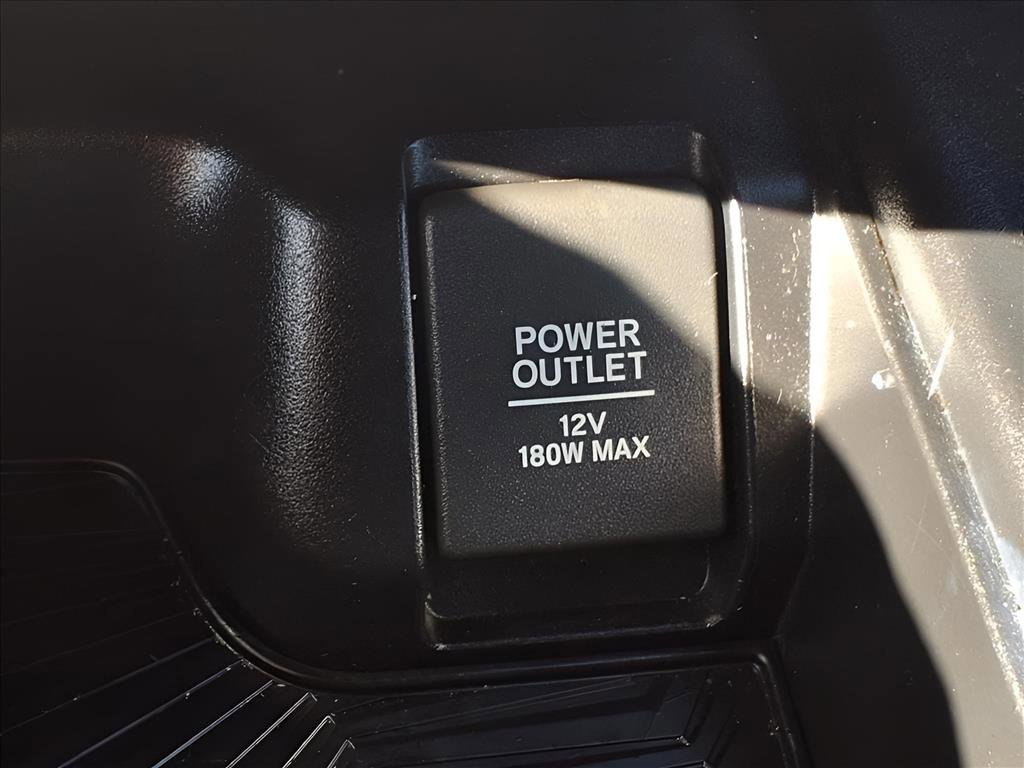 POWER
OUTLET
12V
180W MAX